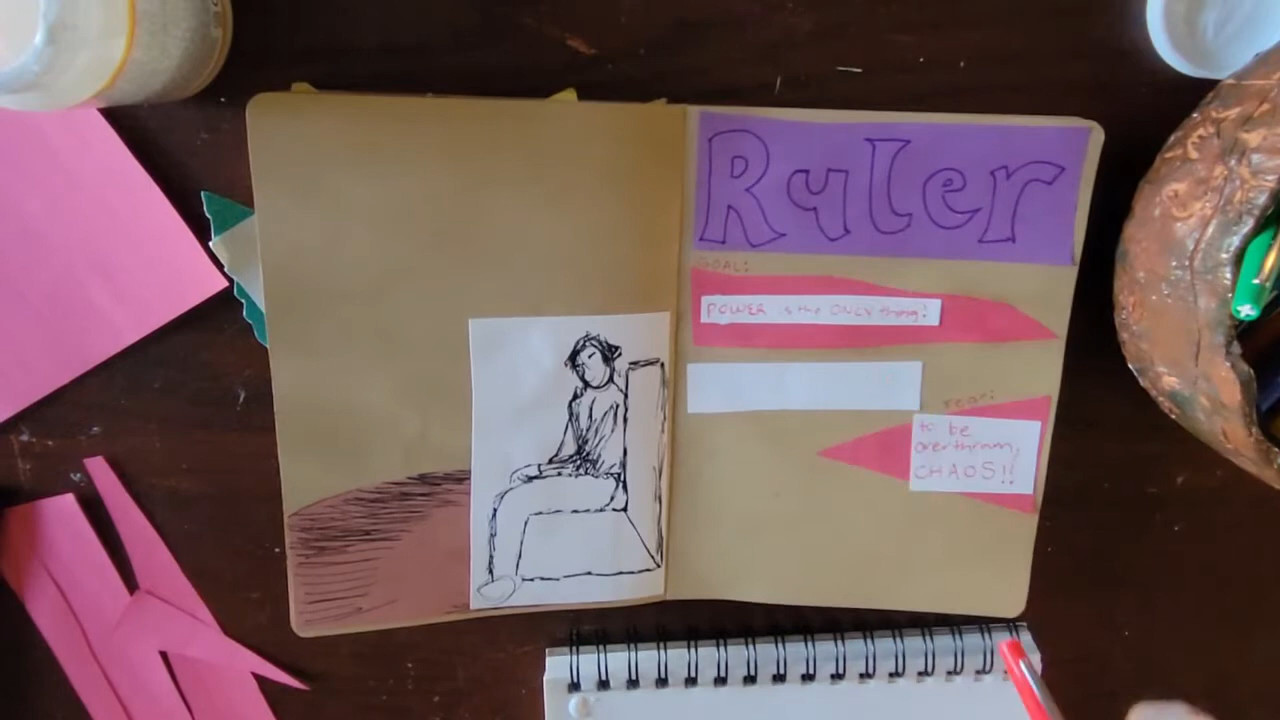 Ruler
GOAL:
POWER is the ONLY thing!
fear:
to be
overthrown,
CHAOS!!